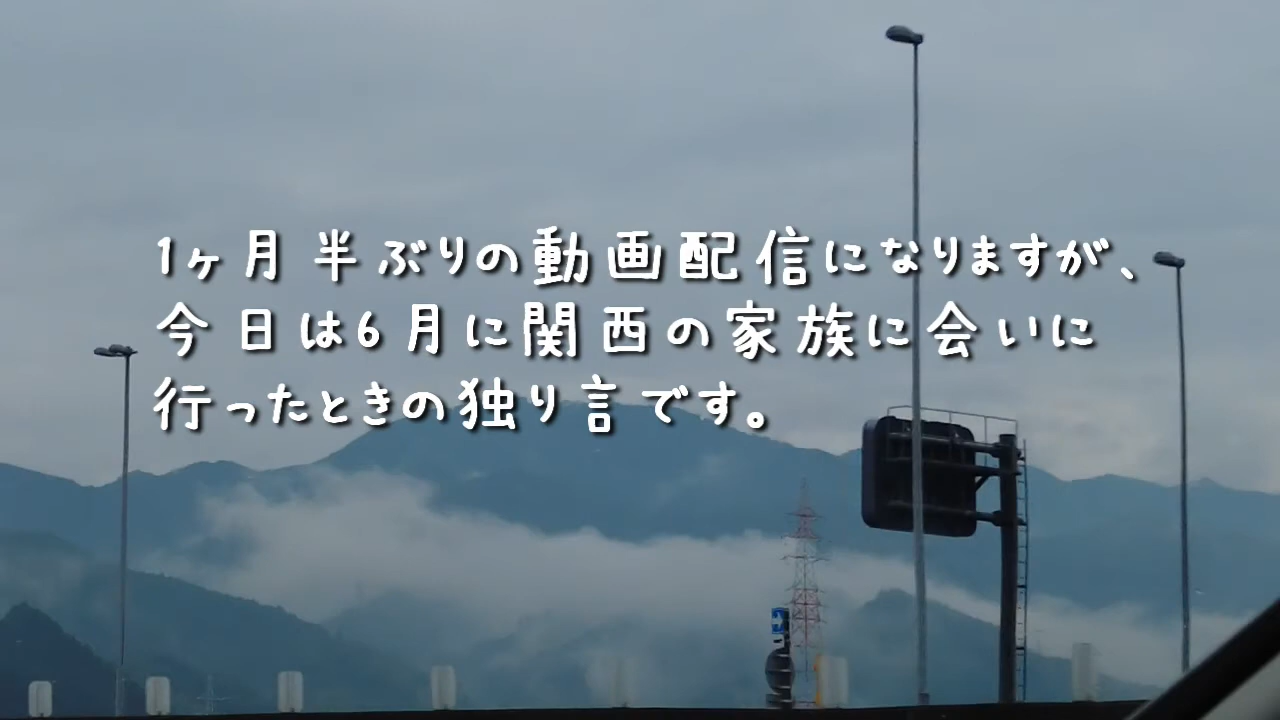 1ヶ月半ぶりの動画配信になりますが、
今日は6月に関西の家族に会いに
行ったときの独り言です。